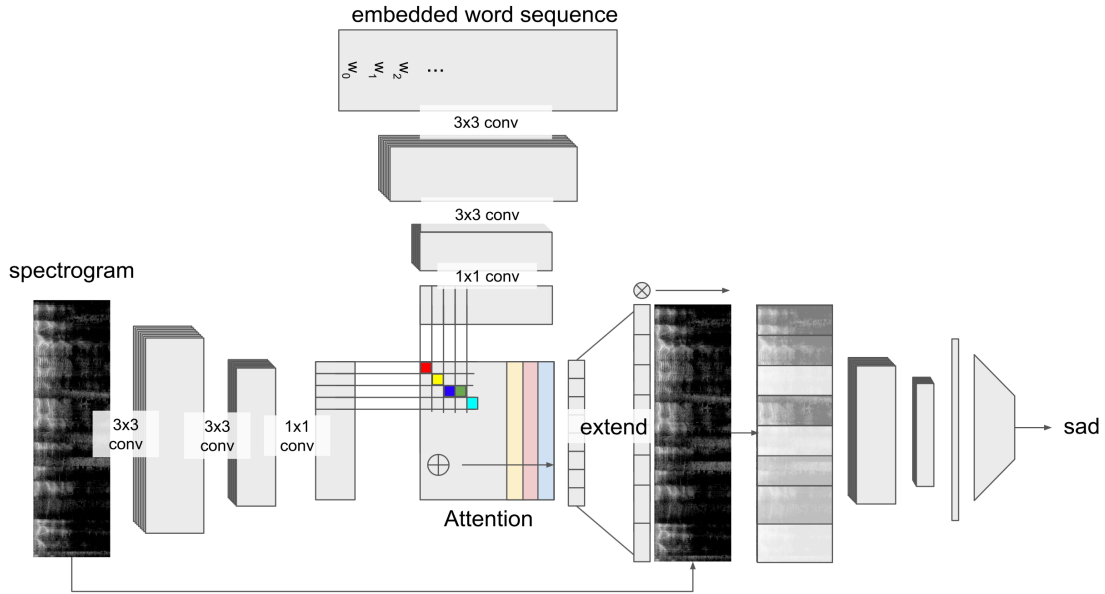 embedded word sequence
w0 w1 w2 ...
3x3 conv
3x3 conv
1x1 conv
spectrogram
3x3
conv
3x3
conv
1x1
conv
extend
Attention
sad